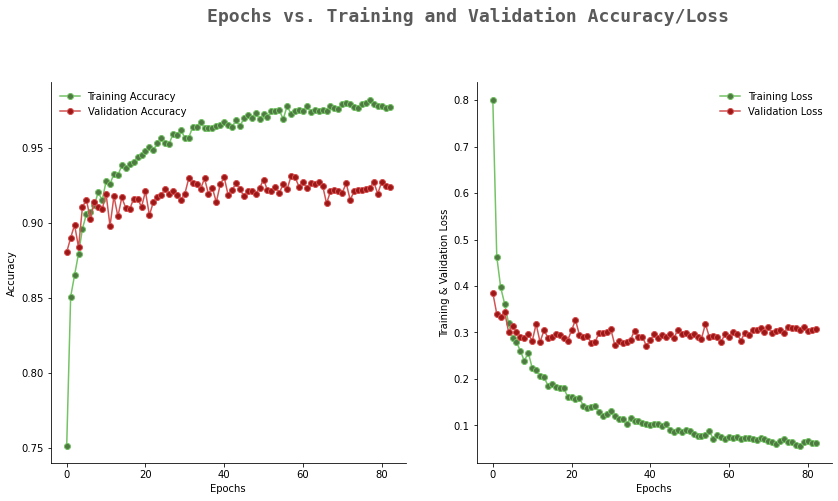 Epochs vs. Training and Validation Accuracy/Loss
Training Accuracy
Validation Accuracy
0.95
0.90
0.85
0.80
0.75
Accuracy
0
20
40
60
80
Epochs
Training Loss
Validation Loss
0.8
0.7
0.6
0.5
0.4
0.3
0.2
0.1
Training & Validation Loss
0
20
40
60
80
Epochs